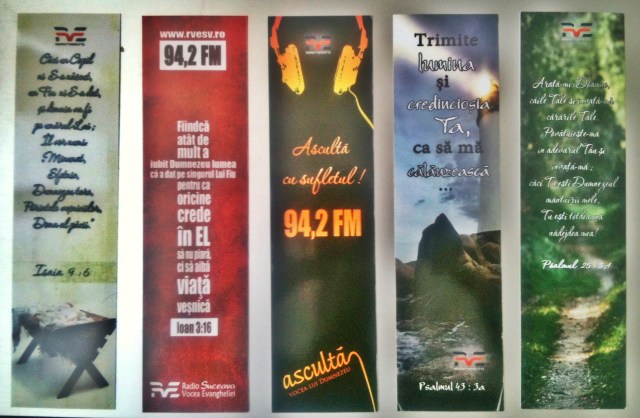 RVE
Căci un Copil
ni S-a născut,
un Fiu ni S-a dat,
și domnia va fi
pe umărul Lui;
Îl vor numi
Minunat,
Sfetnic,
Dumnezeu tare,
Părintele veșniciilor,
Domn al păcii."
Isaia 9 : 6
www.rvesv.ro
94,2 FM
Fiindcă
atât de
mult a
iubit Dumnezeu lumea
că a dat pe singurul Lui Fiu
pentru ca
oricine
crede
în EL
să nu piară,
ci să aibă
viață
veșnică
Ioan 3:16
RVE Radio Suceava
Vocea Evangheliei
RVE
Ascultă
cu sufletul !
94,2 FM
ascultă
VOCEA LUI DUMNEZEU
Trimite
lumina
și
credincioșia
Ta,
ca să mă
călăuzească
...
RVE
Psalmul 43 : 3a
RVE
Arată-mi, Doamne,
căile Tale și învață-mă
cărările Tale.
Povățuiește-mă
în adevărul Tău și
învață-mă;
căci Tu ești Dumnezeul
mântuirii mele,
Tu ești totdeauna
nădejdea mea!
Psalmul 25: